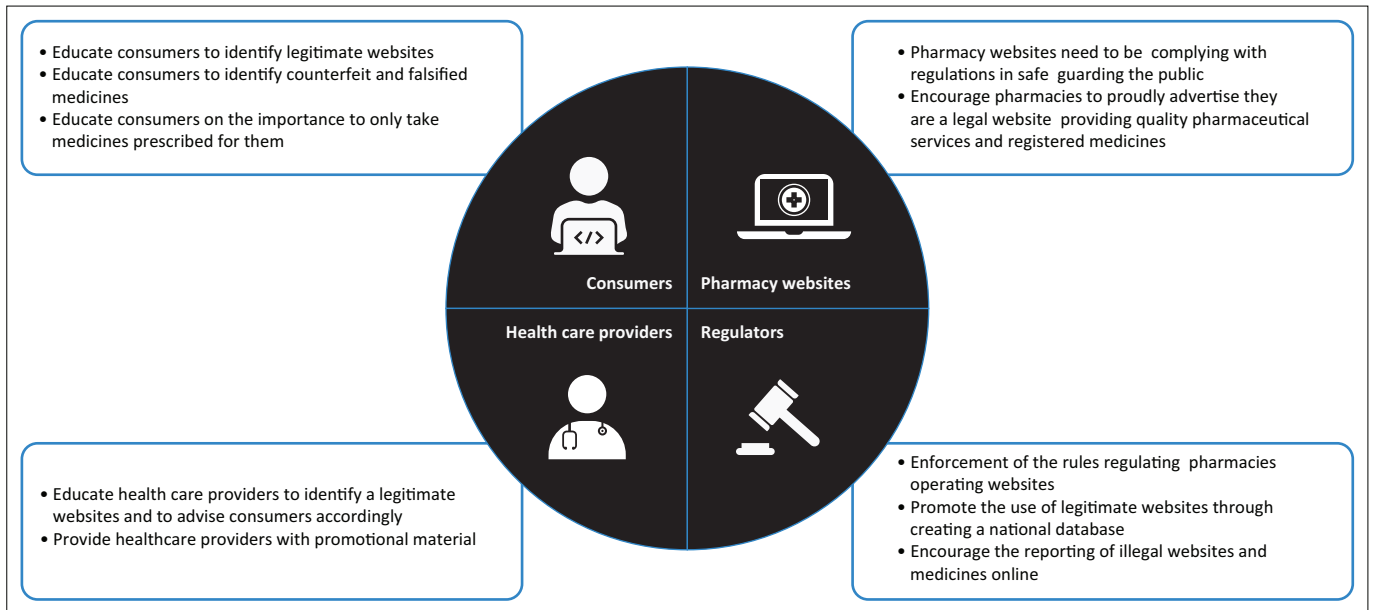 • Educate consumers to identify legitimate websites
• Educate consumers to identify counterfeit and falsified
medicines
• Educate consumers on the importance to only take
medicines prescribed for them
• Pharmacy websites need to be complying with
regulations in safe guarding the public
• Encourage pharmacies to proudly advertise they
are a legal website providing quality pharmaceutical
services and registered medicines
</>
Consumers
Pharmacy websites
Health care providers
Regulators
• Educate health care providers to identify a legitimate
websites and to advise consumers accordingly
• Provide healthcare providers with promotional material
• Enforcement of the rules regulating pharmacies
operating websites
• Promote the use of legitimate websites through
creating a national database
• Encourage the reporting of illegal websites and
medicines online